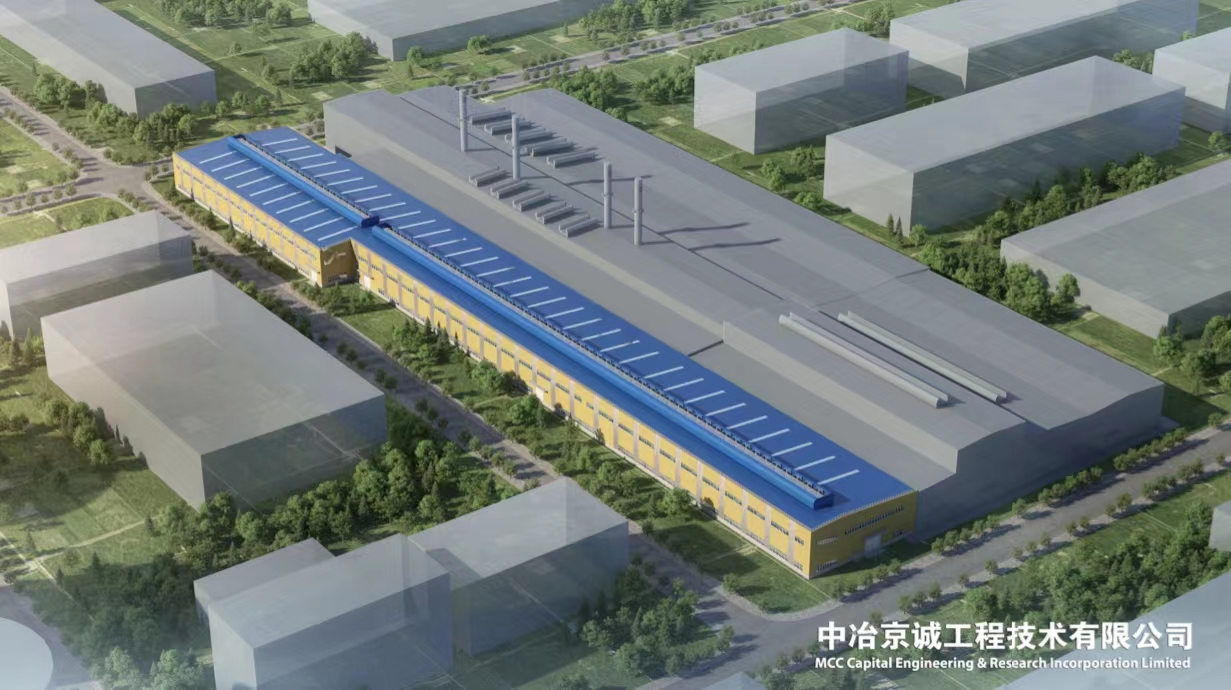 中冶京诚工程技术有限公司
MCC Capital Engineering & Research Incorporation Limited